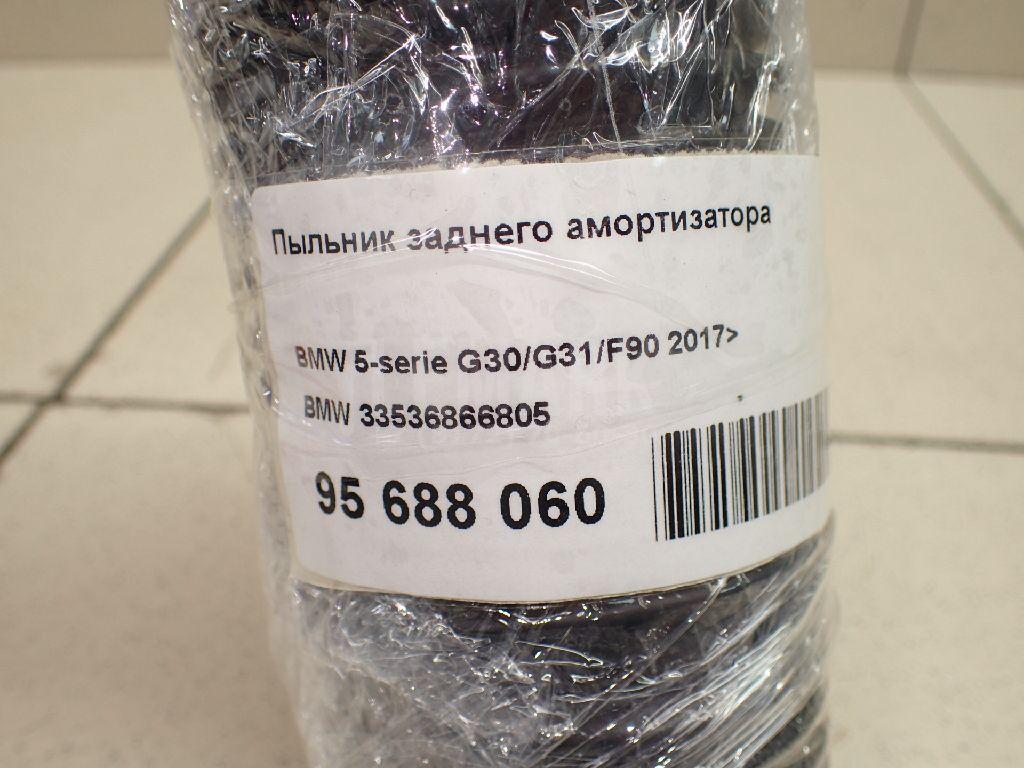 Пыльник заднего амортизатора
BMW 5-serie G30/G31/F90 2017>
BMW 33536866805
95 688 060